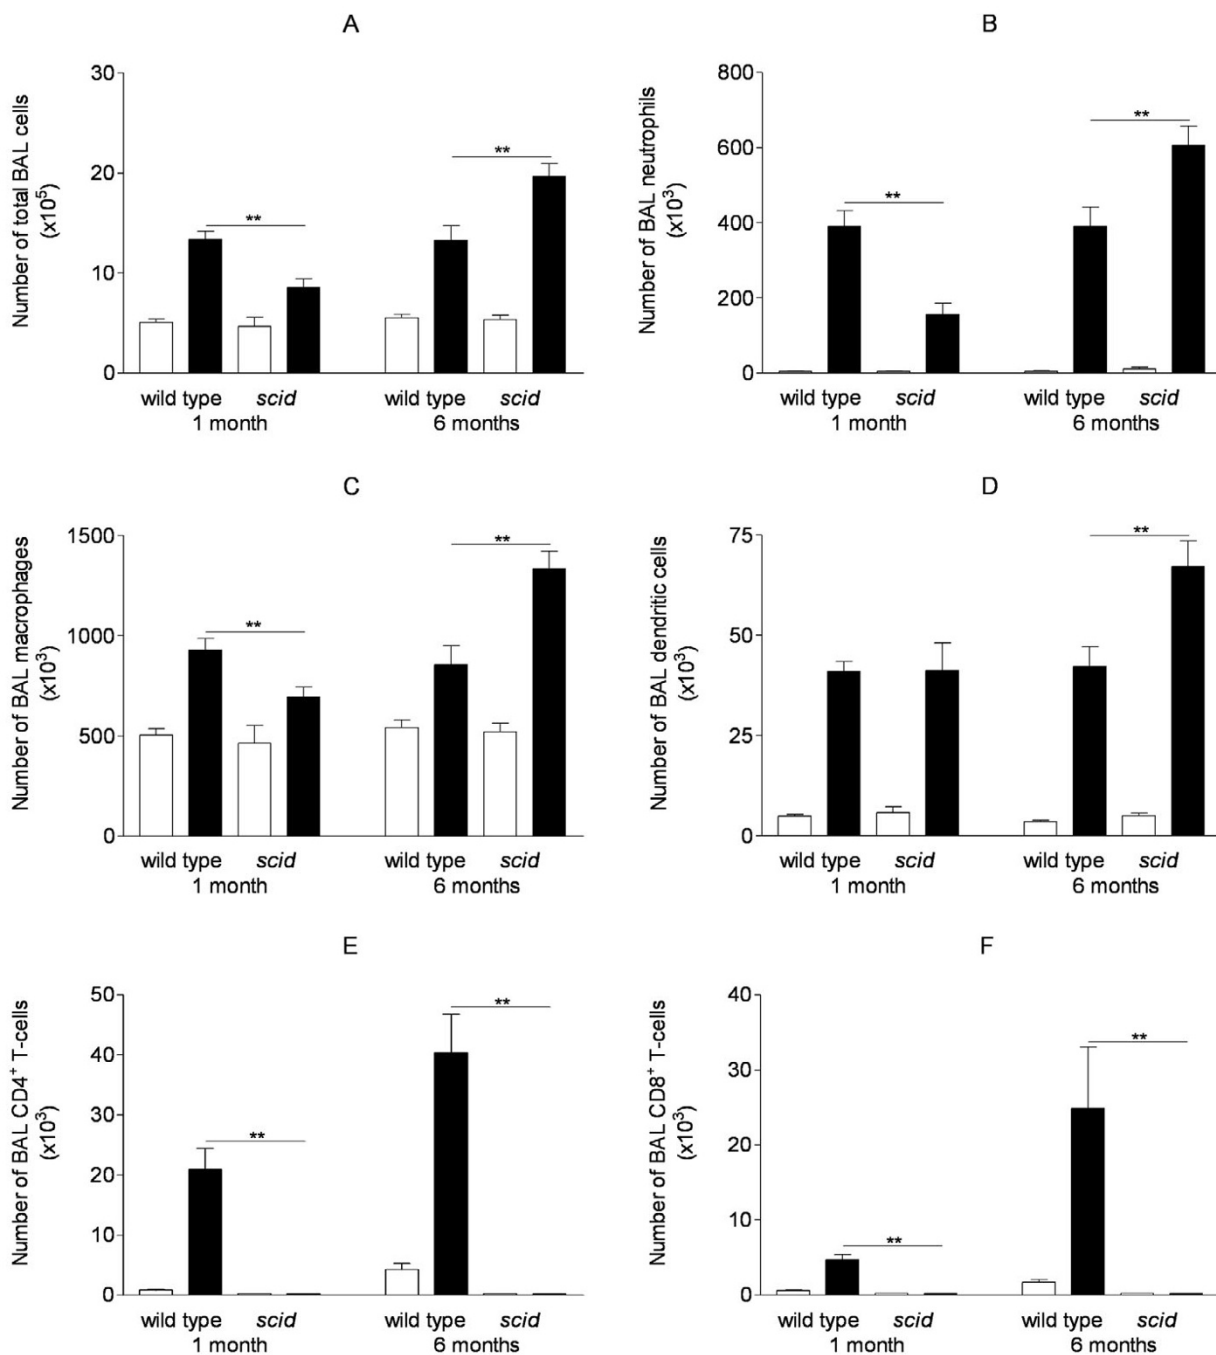 A
Number of total BAL cells
(x10⁵)
30
20
10
0
**
**
wild type scid wild type scid
1 month 6 months
B
Number of BAL neutrophils
(x10³)
800
600
400
200
0
**
**
wild type scid wild type scid
1 month 6 months
C
Number of BAL macrophages
(x10³)
1500
1000
500
0
**
**
wild type scid wild type scid
1 month 6 months
D
Number of BAL dendritic cells
(x10³)
75
50
25
0
**
wild type scid wild type scid
1 month 6 months
E
Number of BAL CD4⁺ T-cells
(x10³)
50
40
30
20
10
0
**
**
wild type scid wild type scid
1 month 6 months
F
Number of BAL CD8⁺ T-cells
(x10³)
40
30
20
10
0
**
**
wild type scid wild type scid
1 month 6 months